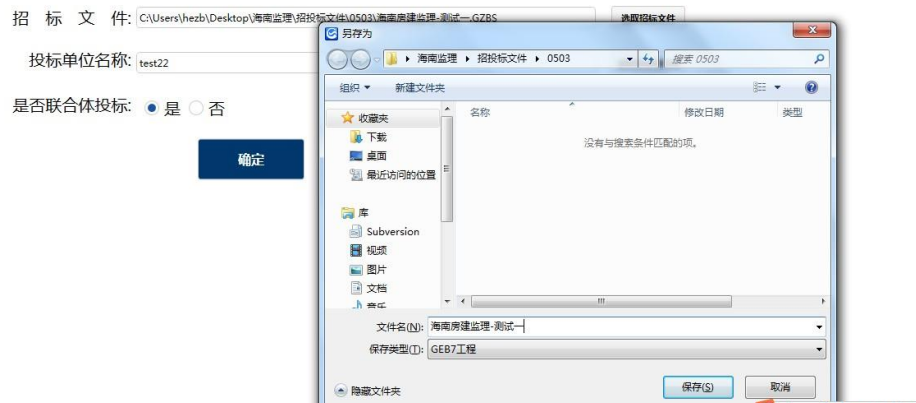 招 标 文 件: C:\Users\hezb\Desktop\海南监理\招投标文件\0503\海南房建监理-测试一.GZBS 选取招标文件
另存为
投标单位名称: test22
海南监理 ▸ 招投标文件 ▸ 0503 搜索 0503
组织 新建文件夹
是否联合体投标: 是 否
名称 修改日期 类型
收藏夹
没有与搜索条件匹配的项。
下载
桌面
确定
最近访问的位置
库
Subversion
视频
图片
文档
音乐
文件名(N): 海南房建监理-测试一
保存类型(T): GEB7工程
隐藏文件夹 保存(S) 取消